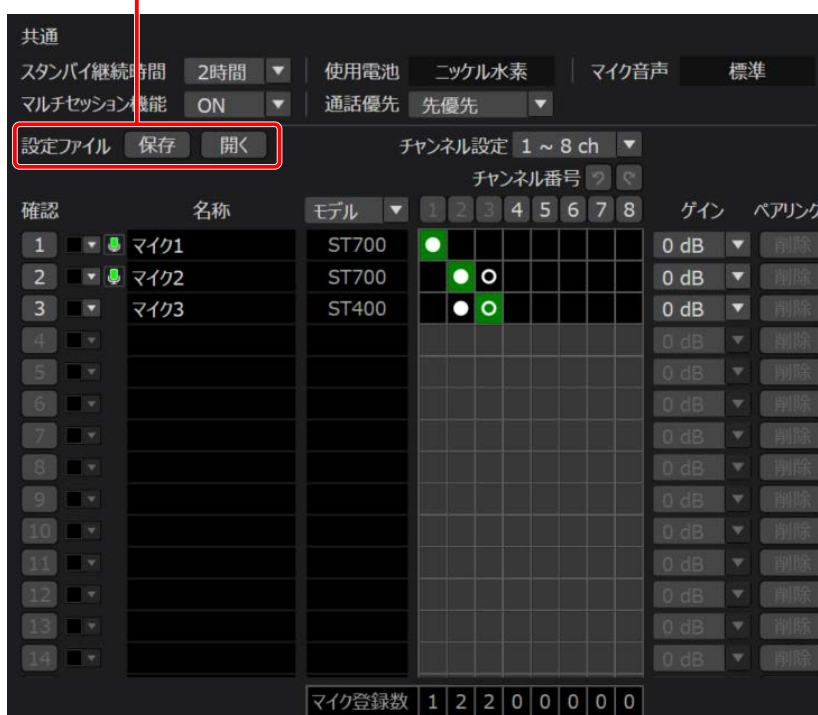 共通
スタンバイ継続時間 2時間 ▼ 使用電池 ニッケル水素 マイク音声 標準
マルチセッション機能 ON ▼ 通話優先 先優先 ▼
設定ファイル 保存 開く チャンネル設定 1 ~ 8 ch ▼
チャンネル番号
確認 名称 モデル ▼ 1 2 3 4 5 6 7 8 ゲイン ペアリング
1 マイク1 ST700 0 dB ▼ 削除
2 マイク2 ST700 0 dB ▼ 削除
3 マイク3 ST400 0 dB ▼ 削除
4 0 dB ▼ 削除
5 0 dB ▼ 削除
6 0 dB ▼ 削除
7 0 dB ▼ 削除
8 0 dB ▼ 削除
9 0 dB ▼ 削除
10 0 dB ▼ 削除
11 0 dB ▼ 削除
12 0 dB ▼ 削除
13 0 dB ▼ 削除
14 0 dB ▼ 削除
マイク登録数 1 2 2 0 0 0 0 0